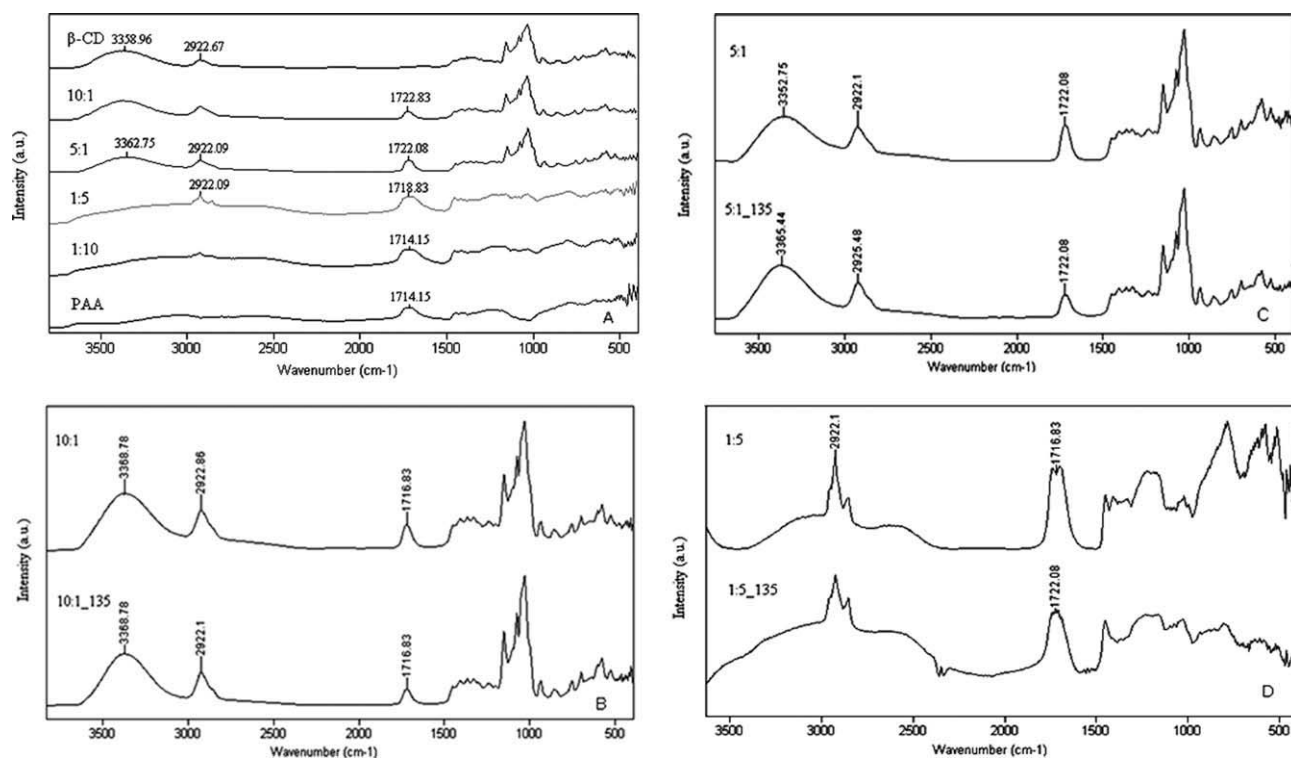 β-CD
3358.96
2922.67
10:1
1722.83
5:1
3362.75
2922.09
1722.08
1:5
2922.09
1718.83
1:10
1714.15
PAA
1714.15
A
3500 3000 2500 2000 1500 1000 500
Wavenumber (cm-1)
Intensity (a.u.)
5:1
3352.75
2922.1
1722.08
5:1_135
3365.44
2925.48
1722.08
C
3500 3000 2500 2000 1500 1000 500
Wavenumber (cm-1)
Intensity (a.u.)
10:1
3368.78
2922.86
1716.83
10:1_135
3368.78
2922.1
1716.83
B
3500 3000 2500 2000 1500 1000 500
Wavenumber (cm-1)
Intensity (a.u.)
1:5
2922.1
1716.83
1:5_135
1722.08
D
3500 3000 2500 2000 1500 1000 500
Wavenumber (cm-1)
Intensity (a.u.)